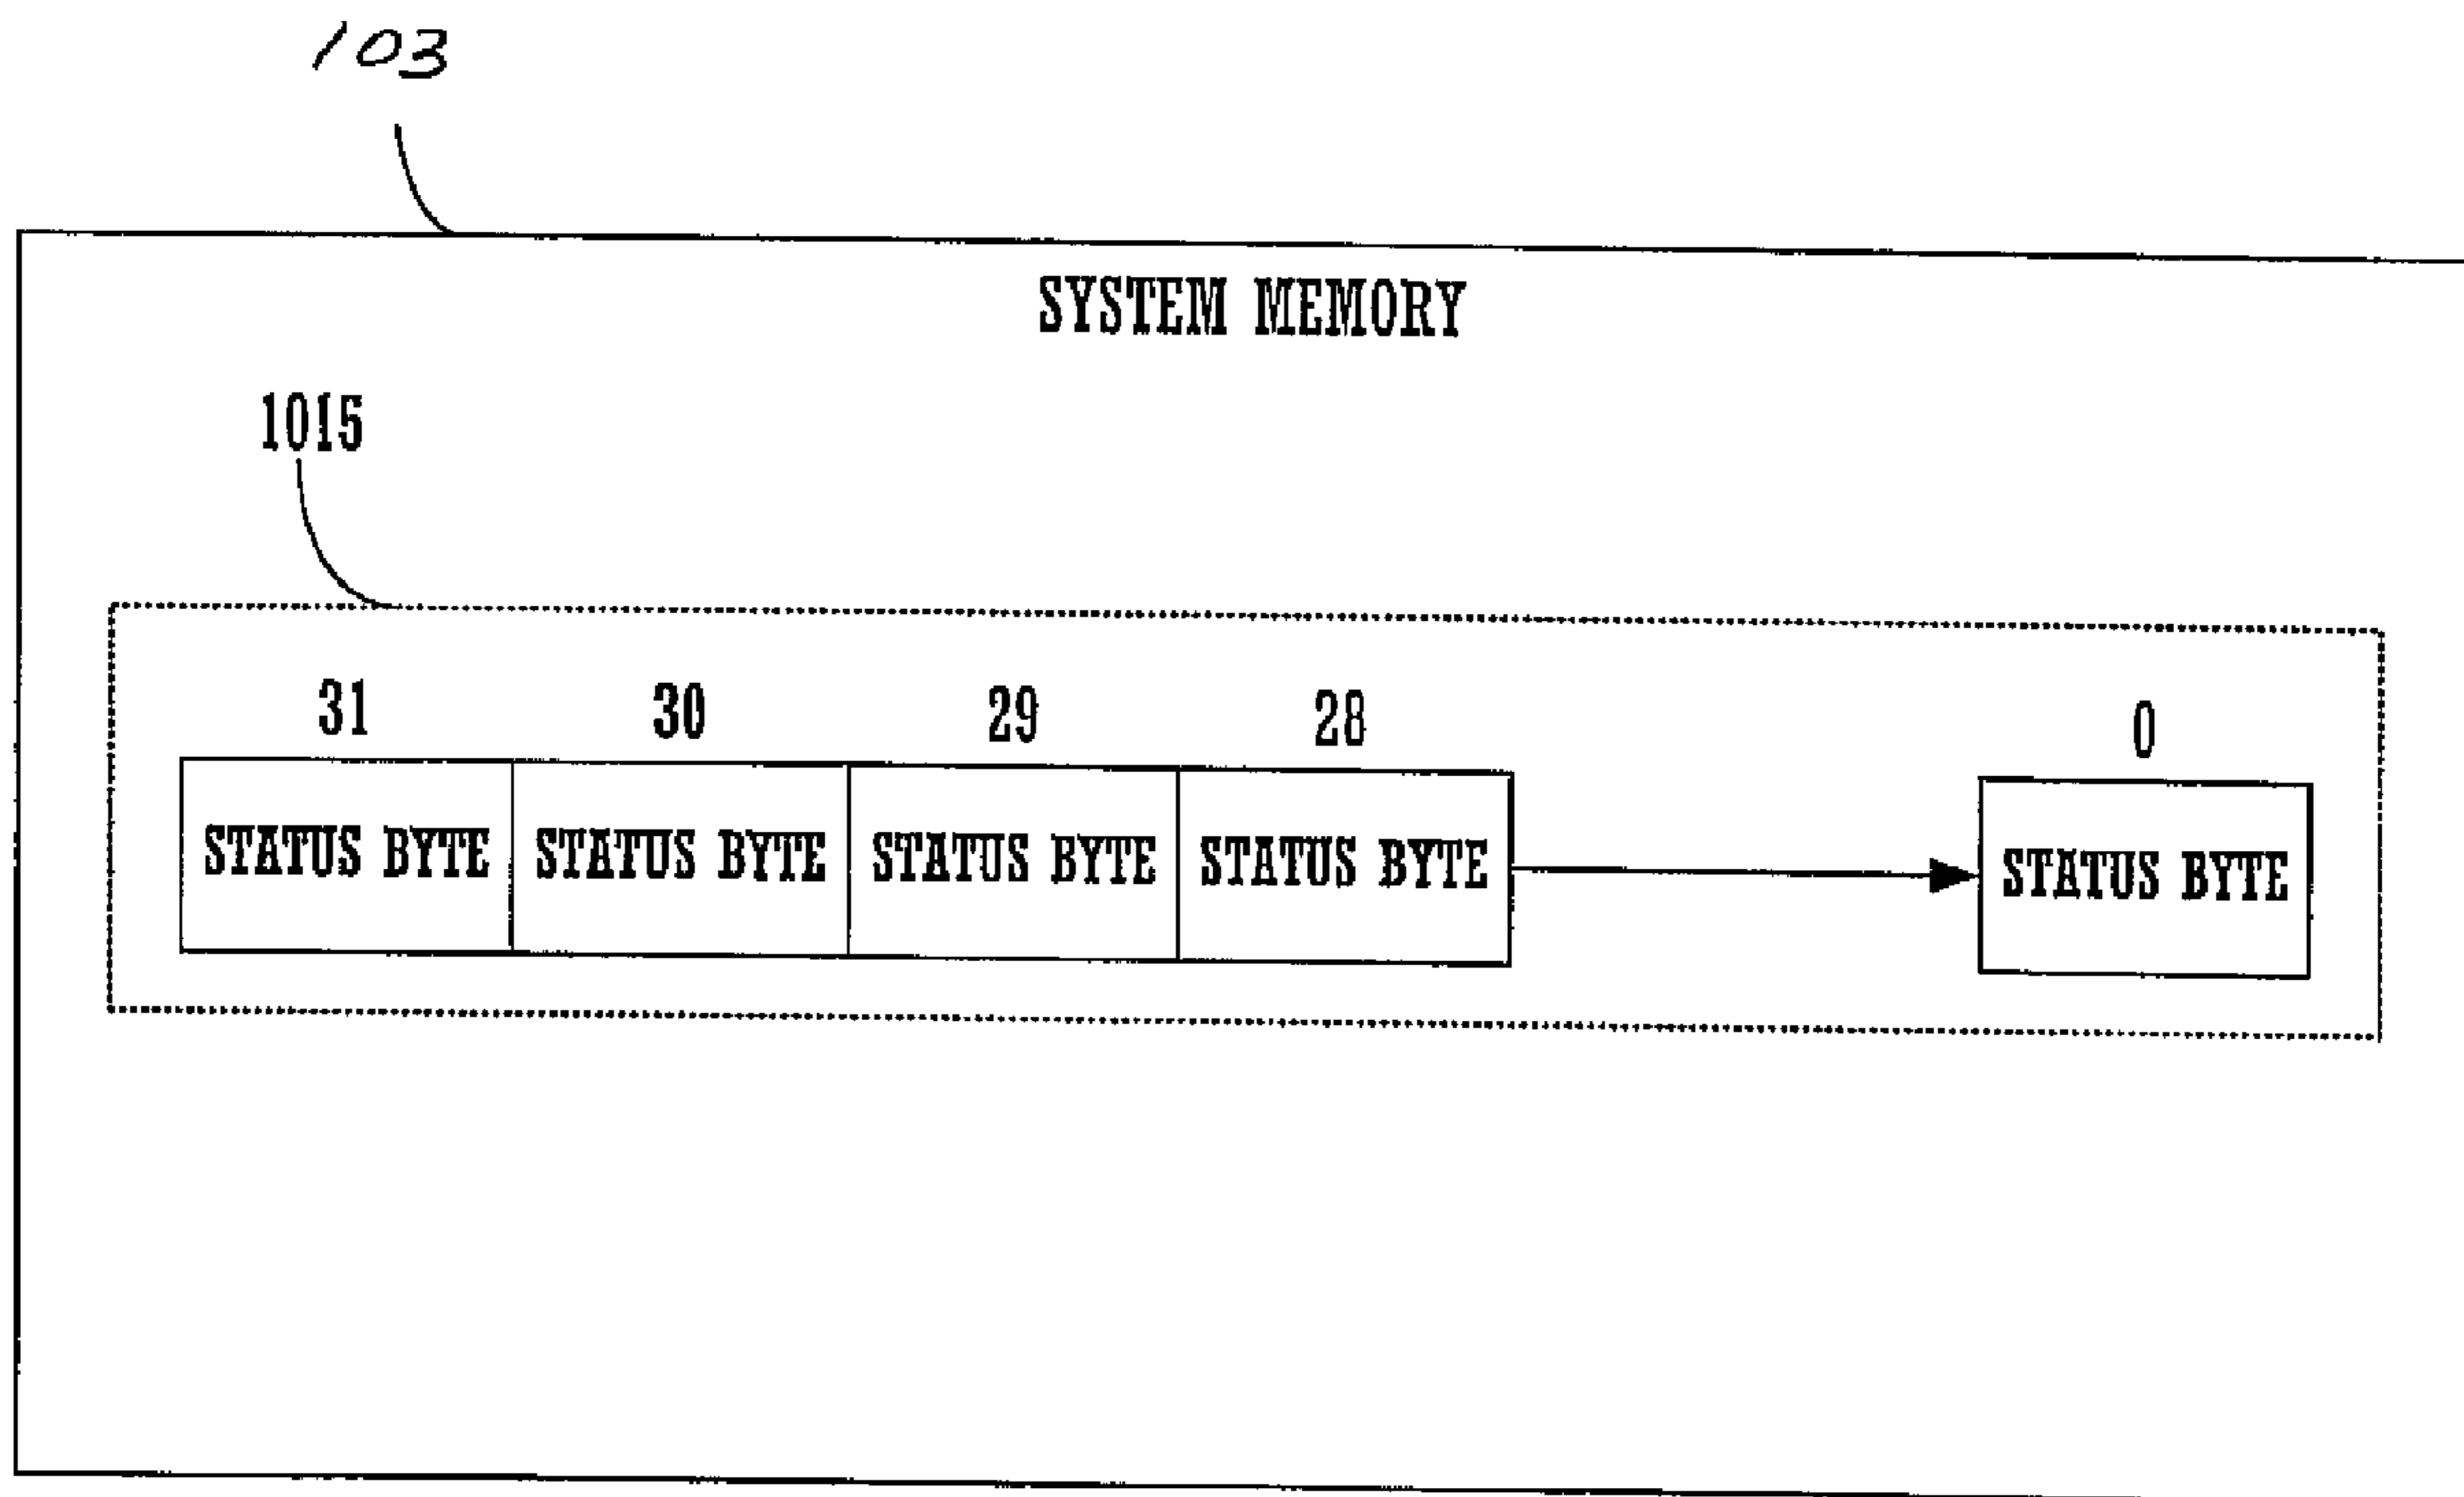 103
SYSTEM MEMORY
1015
31 30 29 28 0
STATUS BYTE STATUS BYTE STATUS BYTE STATUS BYTE STATUS BYTE